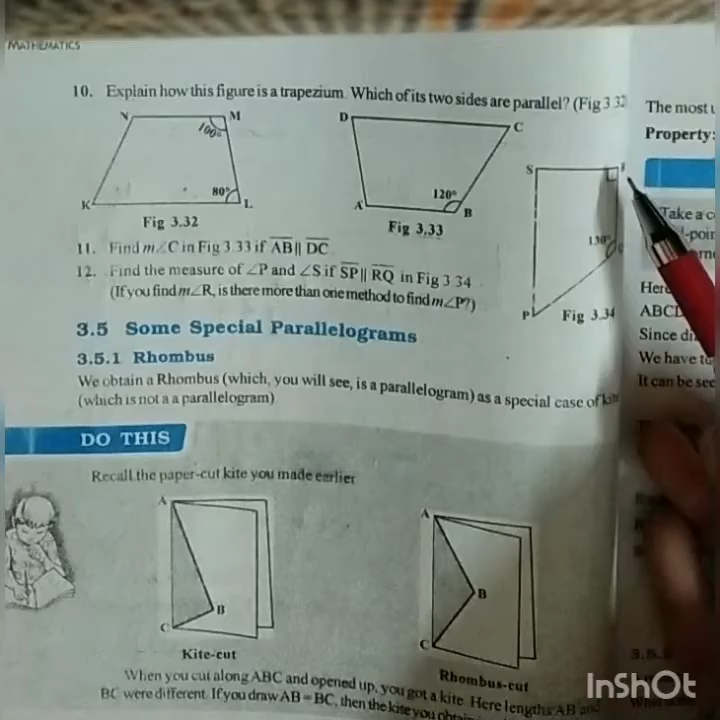 MATHEMATICS
10. Explain how this figure is a trapezium. Which of its two sides are parallel? (Fig 3.32
N M 100° 80° K L
Fig 3.32
D C 120° A B
Fig 3.33
S 130° P
Fig 3.34
11. Find m∠C in Fig 3.33 if AB || DC
12. Find the measure of ∠P and ∠S if SP || RQ in Fig 3.34
(If you find m∠R, is there more than one method to find m∠P?)
3.5 Some Special Parallelograms
3.5.1 Rhombus
We obtain a Rhombus (which, you will see, is a parallelogram) as a special case of kite
(which is not a a parallelogram)
DO THIS
Recall the paper-cut kite you made earlier
A B C
Kite-cut
A B C
Rhombus-cut
When you cut along ABC and opened up, you got a kite Here lengths AB and
BC were different. If you draw AB = BC, then the kite you
The most
Property:
Take a
Here
Since
We have to
It can be see
InShOt